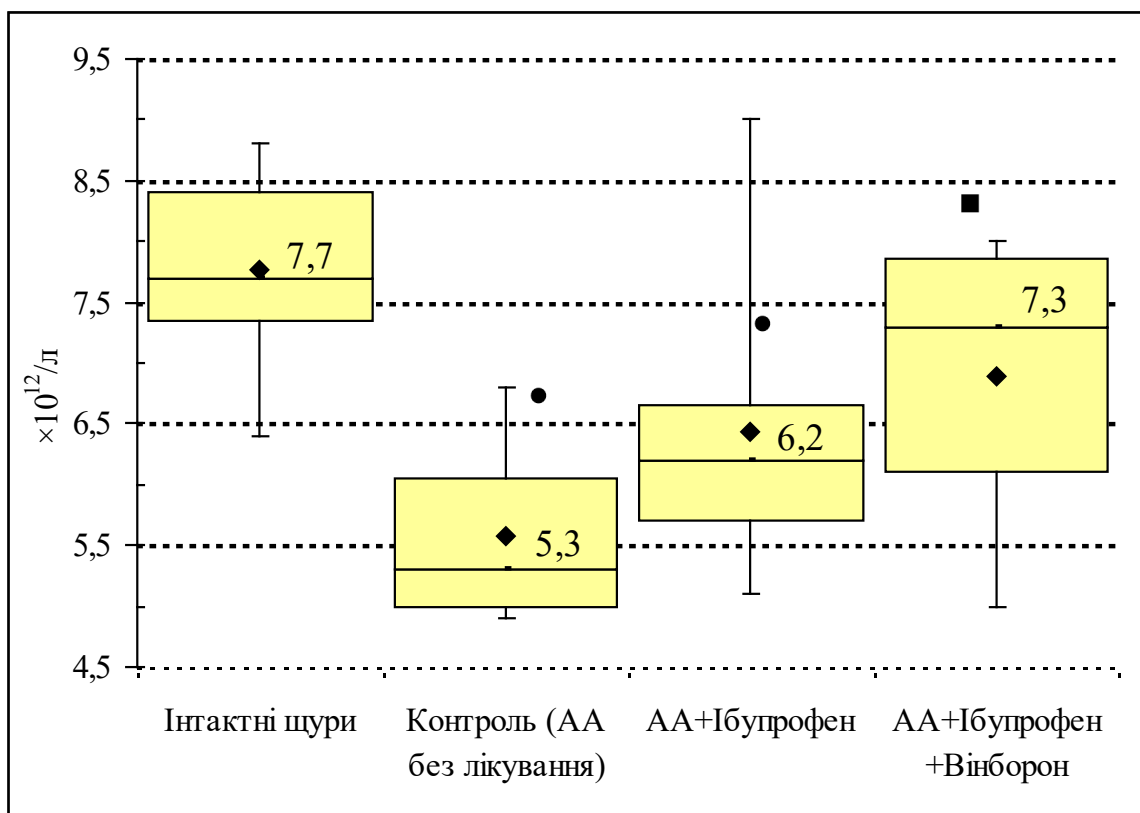 9,5
8,5
7,5
6,5
5,5
4,5
×10¹²/л
7,7
5,3
6,2
7,3
Інтактні щури
Контроль (АА
без лікування)
АА+Ібупрофен
АА+Ібупрофен
+Вінборон